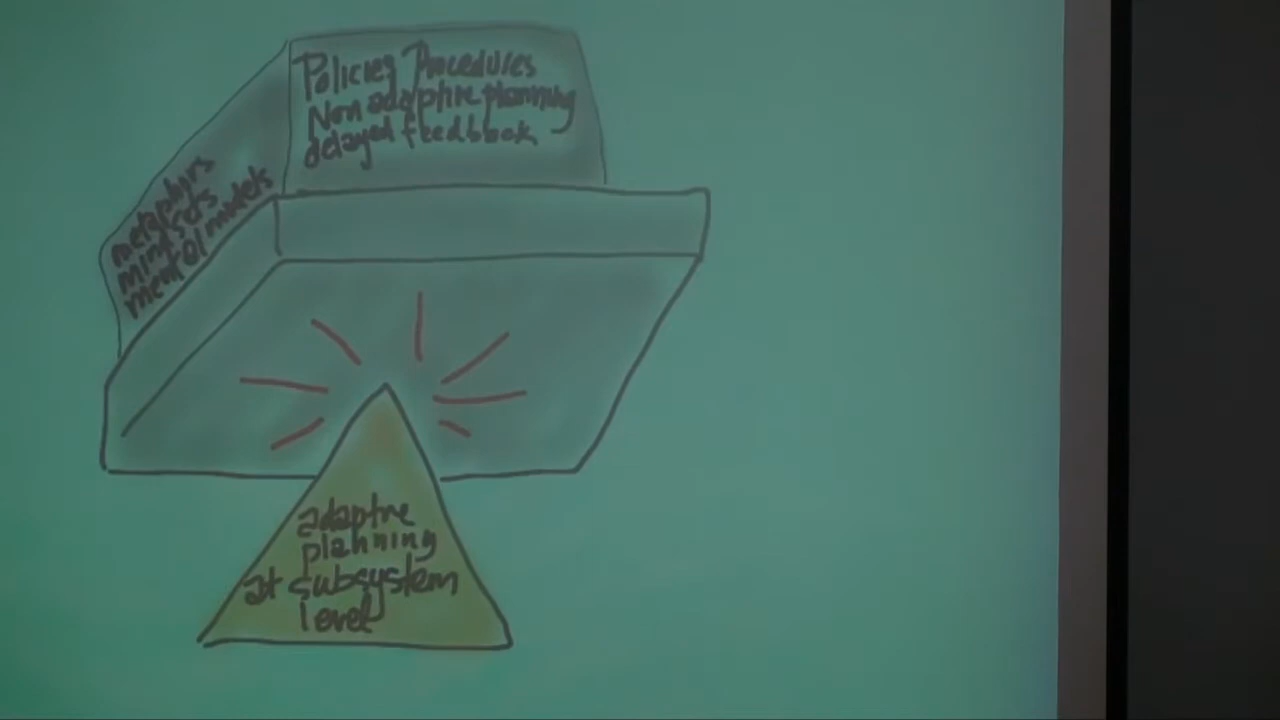 Policies Procedures
Non adaptive planning
delayed feedback
metaphors
mindsets
mental models
adaptive
planning
at subsystem
level